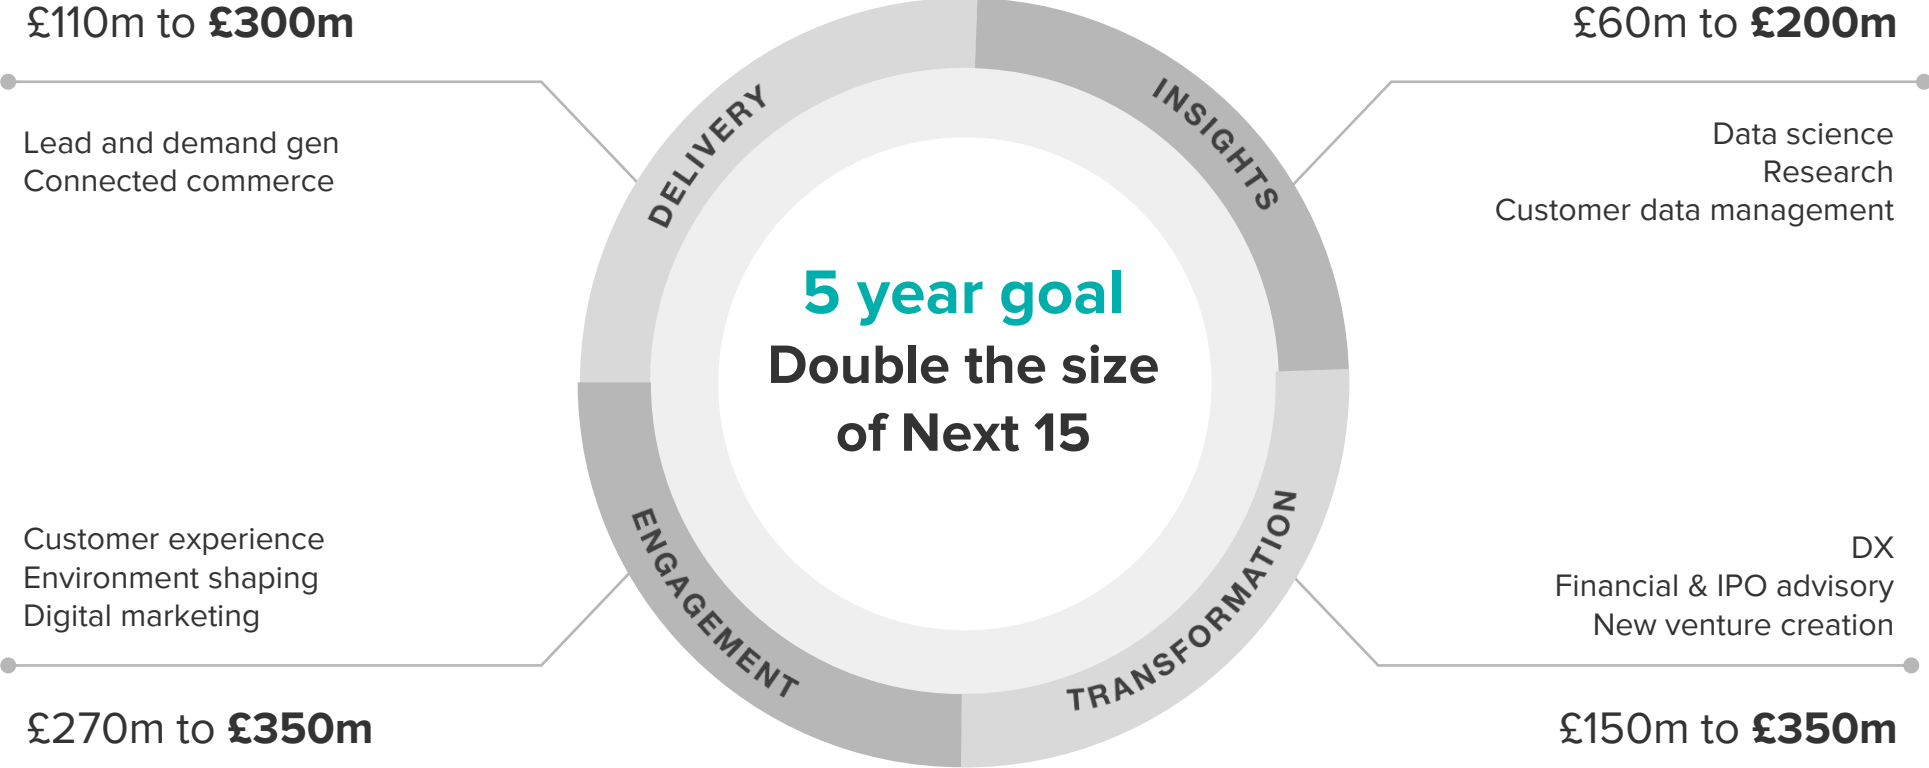 £110m to £300m
Lead and demand gen
Connected commerce
DELIVERY
£60m to £200m
Data science
Research
Customer data management
INSIGHTS
5 year goal
Double the size
of Next 15
Customer experience
Environment shaping
Digital marketing
£270m to £350m
ENGAGEMENT
DX
Financial & IPO advisory
New venture creation
£150m to £350m
TRANSFORMATION